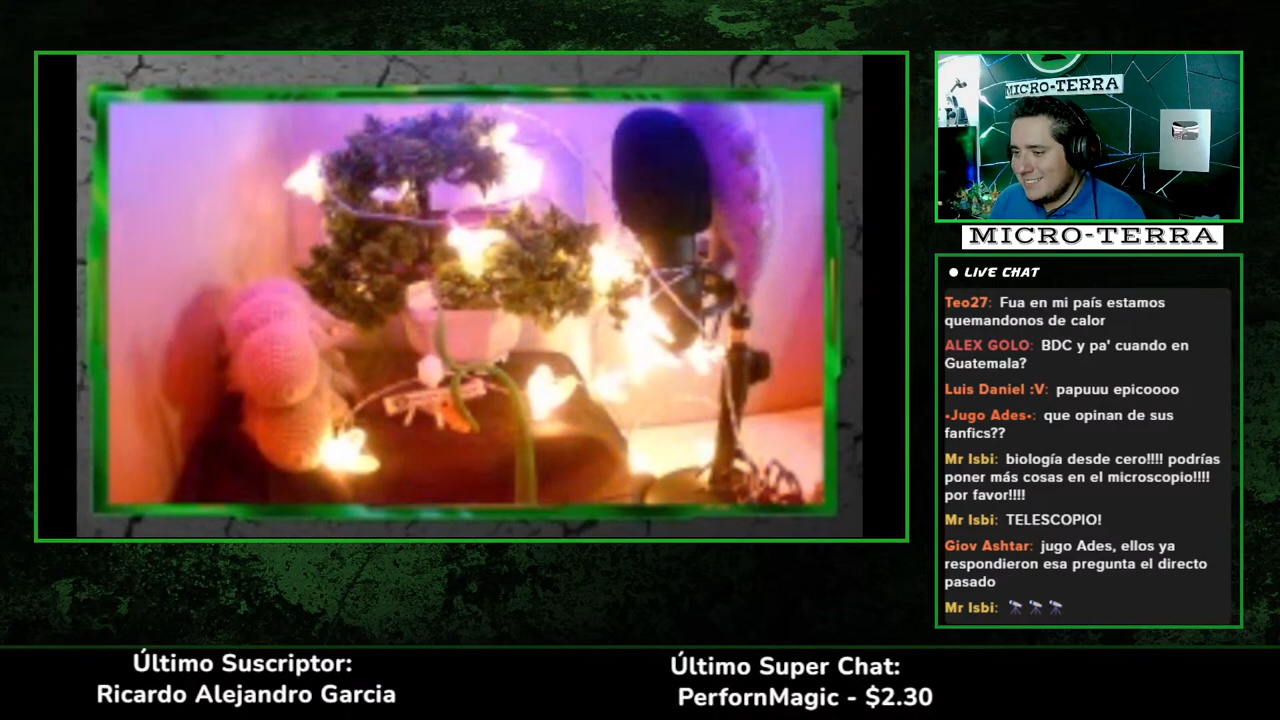 MICRO-TERRA
MICRO-TERRA
LIVE CHAT
Teo27: Fua en mi país estamos
quemandonos de calor
ALEX GOLO: BDC y pa' cuando en
Guatemala?
Luis Daniel :V: papuuu epicoooo
•Jugo Ades•: que opinan de sus
fanfics??
Mr Isbi: biología desde cero!!!! podrías
poner más cosas en el microscopio!!!!
por favor!!!!
Mr Isbi: TELESCOPIO!
Giov Ashtar: jugo Ades, ellos ya
respondieron esa pregunta el directo
pasado
Mr Isbi: 🔭 🔭 🔭
Último Suscriptor:
Ricardo Alejandro Garcia
Último Super Chat:
PefornMagic - $2.30